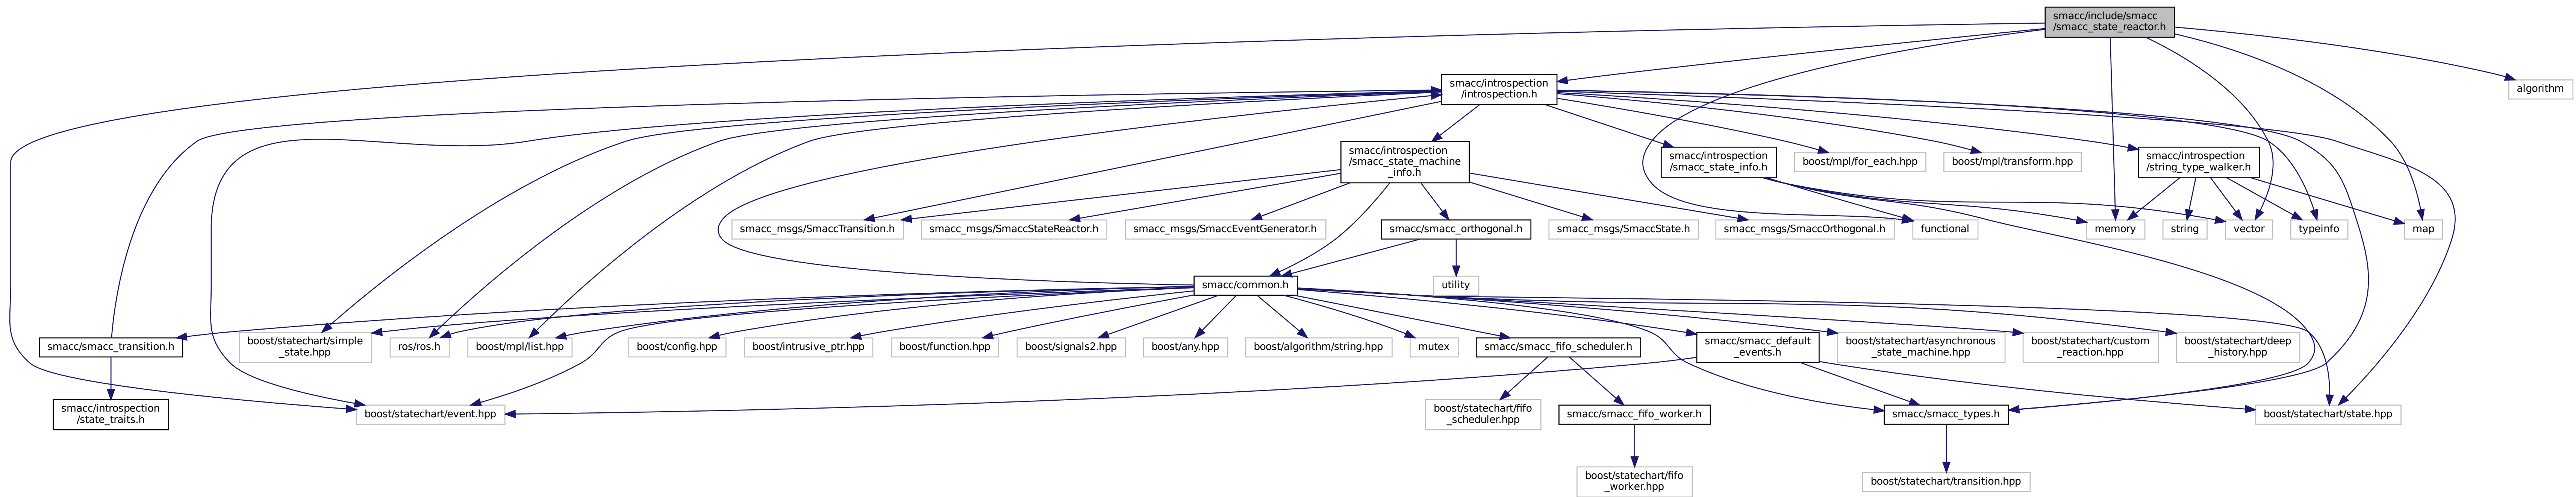 smacc/include/smacc
/smacc_state_reactor.h
smacc/introspection
/introspection.h
algorithm
smacc/introspection
/smacc_state_machine
_info.h
smacc/introspection
/smacc_state_info.h
boost/mpl/for_each.hpp
boost/mpl/transform.hpp
smacc/introspection
/string_type_walker.h
smacc_msgs/SmaccTransition.h
smacc_msgs/SmaccStateReactor.h
smacc_msgs/SmaccEventGenerator.h
smacc/smacc_orthogonal.h
smacc_msgs/SmaccState.h
smacc_msgs/SmaccOrthogonal.h
functional
memory
string
vector
typeinfo
map
smacc/common.h
utility
smacc/smacc_transition.h
boost/statechart/simple
_state.hpp
ros/ros.h
boost/mpl/list.hpp
boost/config.hpp
boost/intrusive_ptr.hpp
boost/function.hpp
boost/signals2.hpp
boost/any.hpp
boost/algorithm/string.hpp
mutex
smacc/smacc_fifo_scheduler.h
smacc/smacc_default
_events.h
boost/statechart/asynchronous
_state_machine.hpp
boost/statechart/custom
_reaction.hpp
boost/statechart/deep
_history.hpp
smacc/introspection
/state_traits.h
boost/statechart/event.hpp
boost/statechart/fifo
_scheduler.hpp
smacc/smacc_fifo_worker.h
smacc/smacc_types.h
boost/statechart/state.hpp
boost/statechart/fifo
_worker.hpp
boost/statechart/transition.hpp